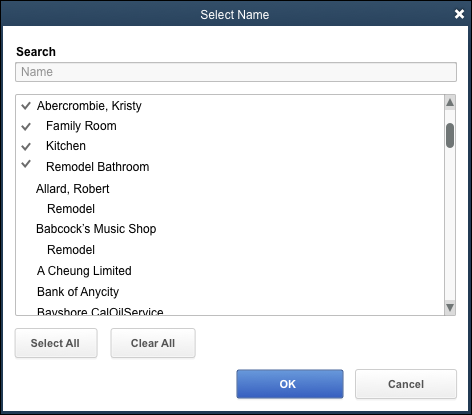 Select Name
Search
Name
Abercrombie, Kristy
Family Room
Kitchen
Remodel Bathroom
Allard, Robert
Remodel
Babcock's Music Shop
Remodel
A Cheung Limited
Bank of Anycity
Bayshore CalOilService
Select All Clear All
OK Cancel